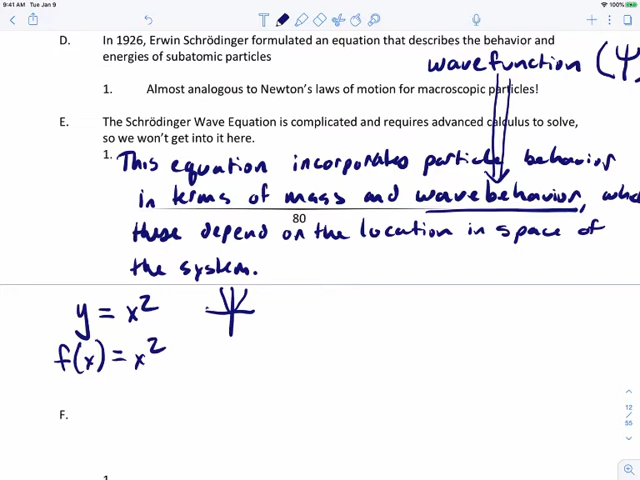 9:41 AM Tue Jan 9
100%
D. In 1926, Erwin Schrödinger formulated an equation that describes the behavior and
energies of subatomic particles
wavefunction (ψ
1. Almost analogous to Newton's laws of motion for macroscopic particles!
E. The Schrödinger Wave Equation is complicated and requires advanced calculus to solve,
so we won't get into it here.
1. This equation incorporates particle behavior
in terms of mass and wave behavior,
80
these depend on the location in space of
the system.
y = x²
f(x) = x²
F.
12
/
55
1.